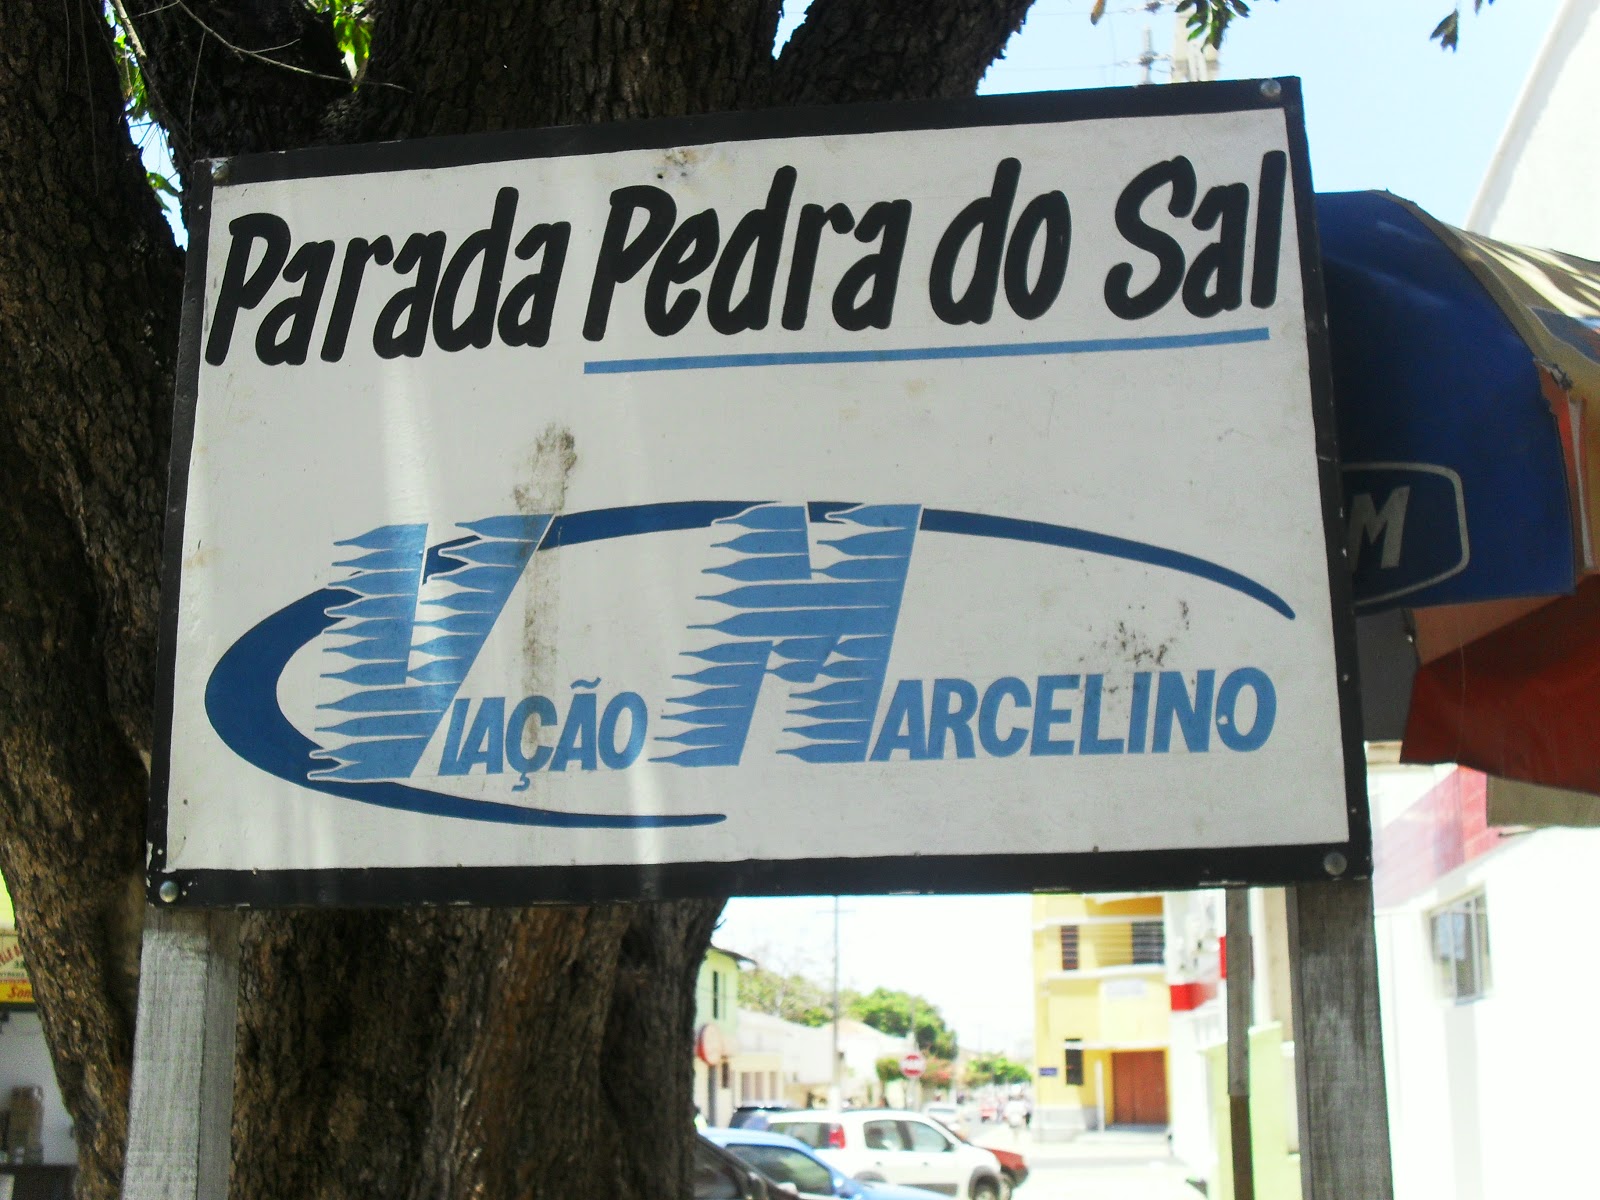 Parada Pedra do Sal
VIAÇÃO MARCELINO
M